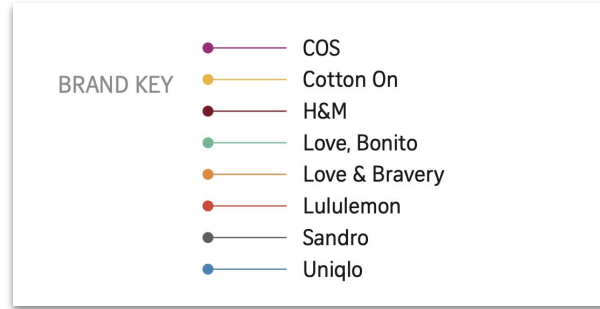 COS
BRAND KEY
Cotton On
H&M
Love, Bonito
Love & Bravery
Lululemon
Sandro
Uniqlo